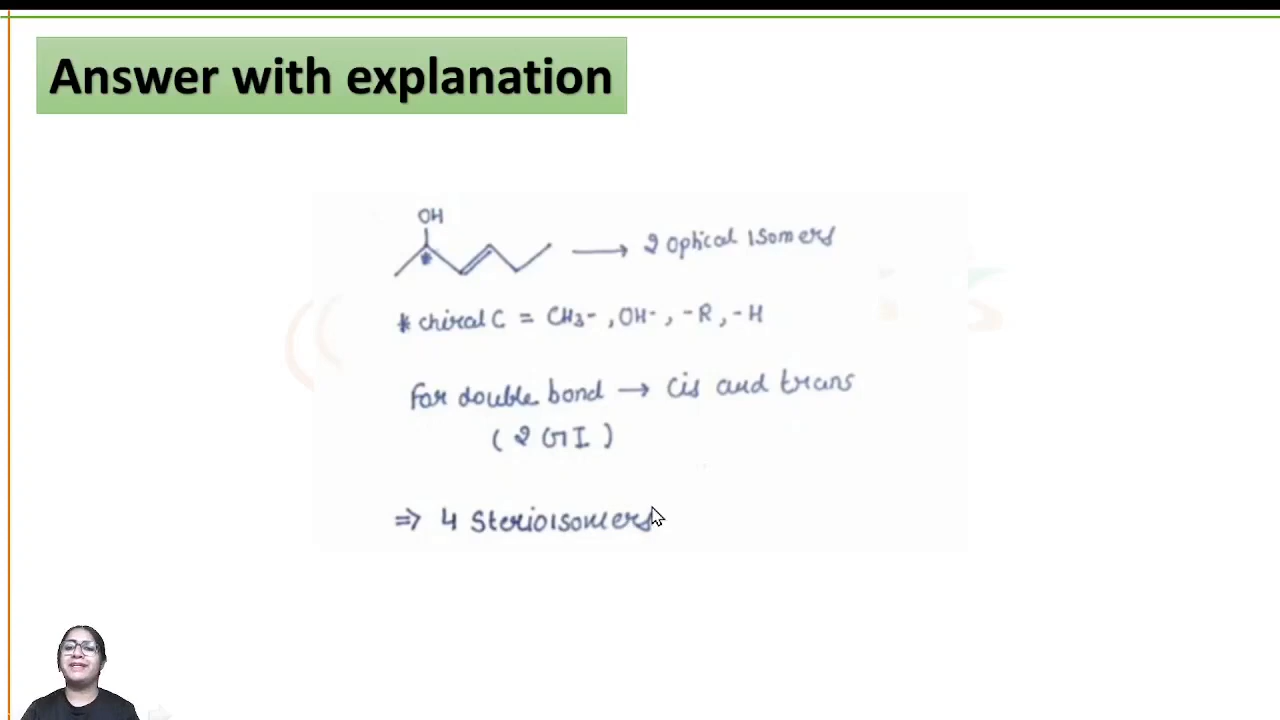 Answer with explanation
OH
* → 2 Optical Isomers
* chiral C = CH₃-, OH-, -R, -H
For double bond → Cis and trans
( 2 GI )
⇒ 4 Sterioisomers